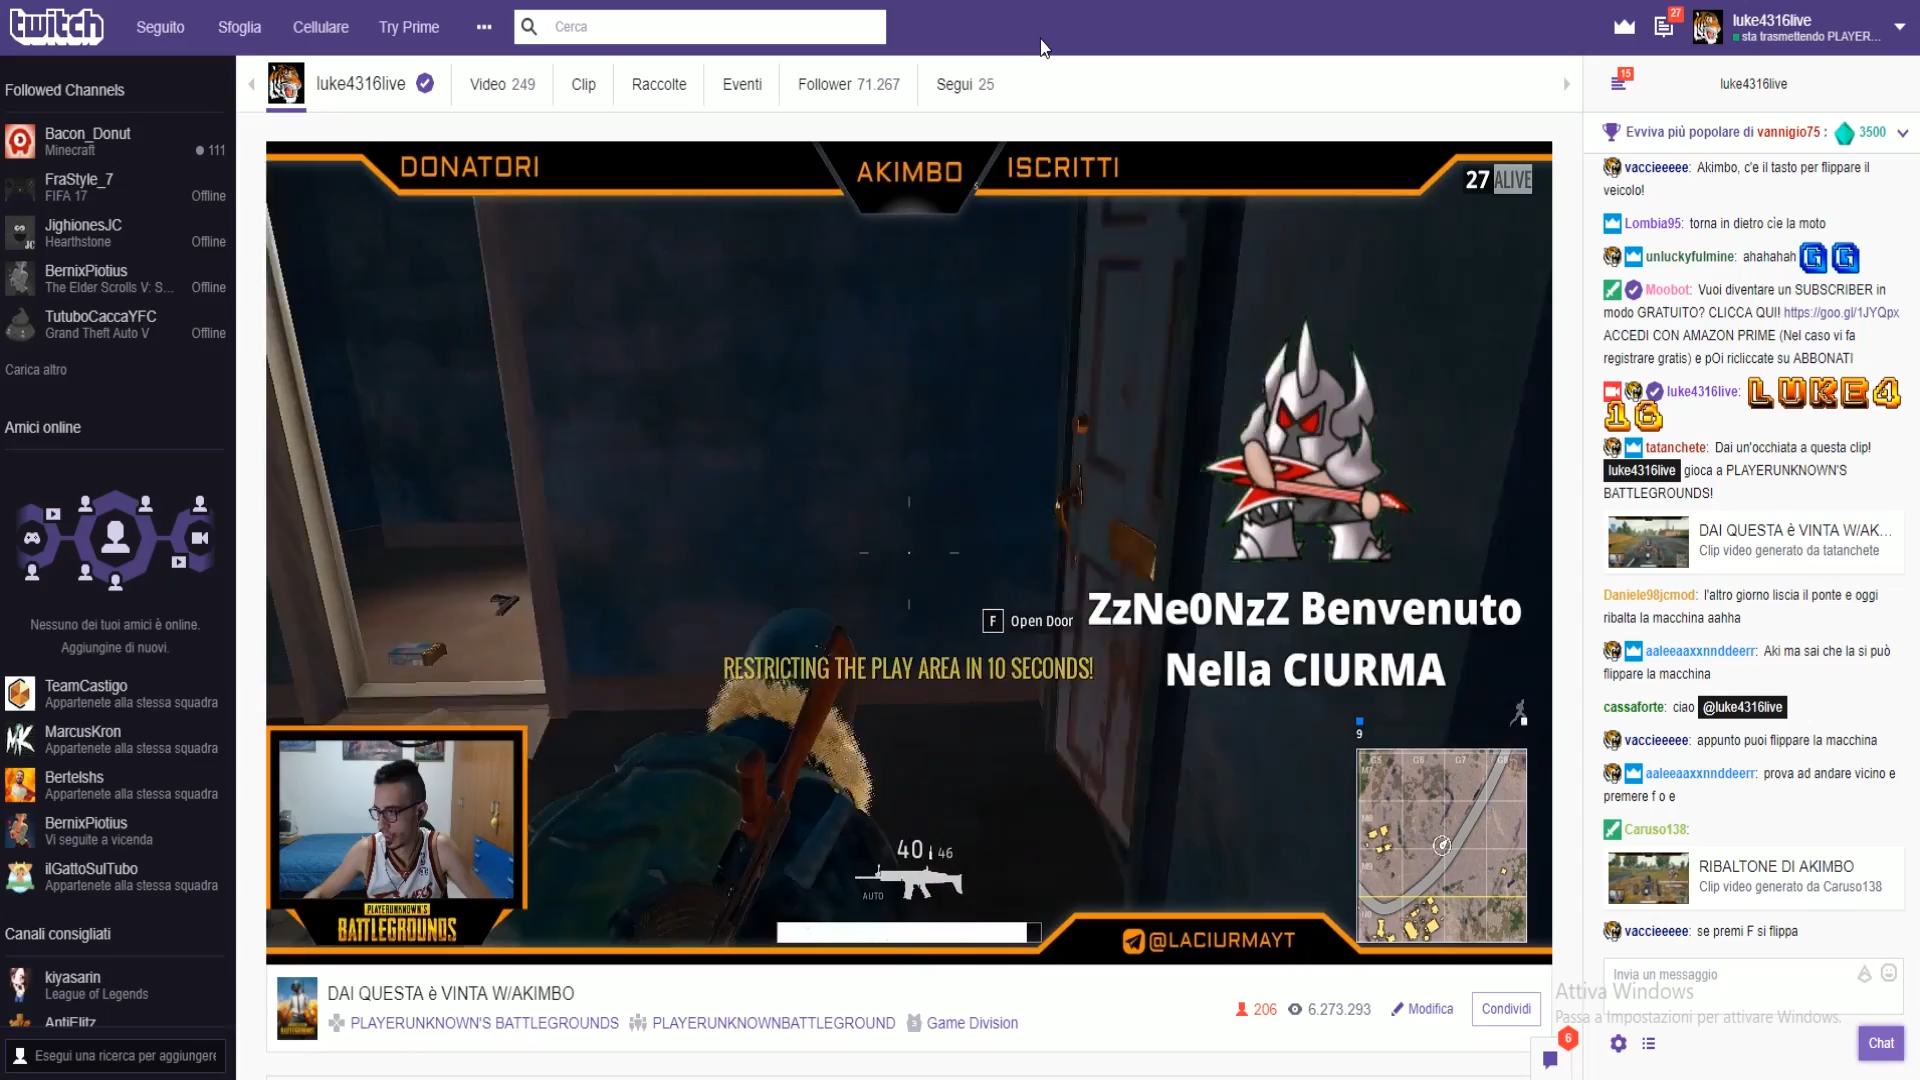 twitch
Seguito
Sfoglia
Cellulare
Try Prime
Cerca
27
luke4316live
sta trasmettendo PLAYER...
Followed Channels
Bacon_Donut
Minecraft
111
FraStyle_7
FIFA 17
Offline
JighionesJC
Hearthstone
Offline
BernixPiotius
The Elder Scrolls V: S...
Offline
TutuboCaccaYFC
Grand Theft Auto V
Offline
Carica altro
Amici online
Nessuno dei tuoi amici è online.
Aggiungine di nuovi.
TeamCastigo
Appartenete alla stessa squadra
MarcusKron
Appartenete alla stessa squadra
Bertelshs
Appartenete alla stessa squadra
BernixPiotius
Vi seguite a vicenda
ilGattoSulTubo
Appartenete alla stessa squadra
Canali consigliati
kiyasarin
League of Legends
AntiElitz
Esegui una ricerca per aggiungere
luke4316live
Video 249
Clip
Raccolte
Eventi
Follower 71.267
Segui 25
DONATORI
AKIMBO
ISCRITTI
27 ALIVE
F Open Door
ZzNe0NzZ Benvenuto
Nella CIURMA
RESTRICTING THE PLAY AREA IN 10 SECONDS!
9
40 46
AUTO
PLAYERUNKNOWN'S
BATTLEGROUNDS
@LACIURMAYT
DAI QUESTA è VINTA W/AKIMBO
PLAYERUNKNOWN'S BATTLEGROUNDS
PLAYERUNKNOWNBATTLEGROUND
Game Division
206
6.273.293
Modifica
Condividi
15
luke4316live
Evviva più popolare di vannigio75 : 3500
vaccieeeee: Akimbo, c'e il tasto per flippare il
veicolo!
Lombia95: torna in dietro cìe la moto
unluckyfulmine: ahahahah GG
Moobot: Vuoi diventare un SUBSCRIBER in
modo GRATUITO? CLICCA QUI! https://goo.gl/1JYQpx
ACCEDI CON AMAZON PRIME (Nel caso vi fa
registrare gratis) e pOi ricliccate su ABBONATI
luke4316live: LUKE4
16
tatanchete: Dai un'occhiata a questa clip!
luke4316live gioca a PLAYERUNKNOWN'S
BATTLEGROUNDS!
DAI QUESTA è VINTA W/AK...
Clip video generato da tatanchete
Daniele98jcmod: l'altro giorno liscia il ponte e oggi
ribalta la macchina aahha
aaleeaaxxnnddeerr: Aki ma sai che la si può
flippare la macchina
cassaforte: ciao @luke4316live
vaccieeeee: appunto puoi flippare la macchina
aaleeaaxxnnddeerr: prova ad andare vicino e
premere f o e
Caruso138:
RIBALTONE DI AKIMBO
Clip video generato da Caruso138
vaccieeeee: se premi F si flippa
Invia un messaggio
Attiva Windows
Passa a Impostazioni per attivare Windows.
6
Chat